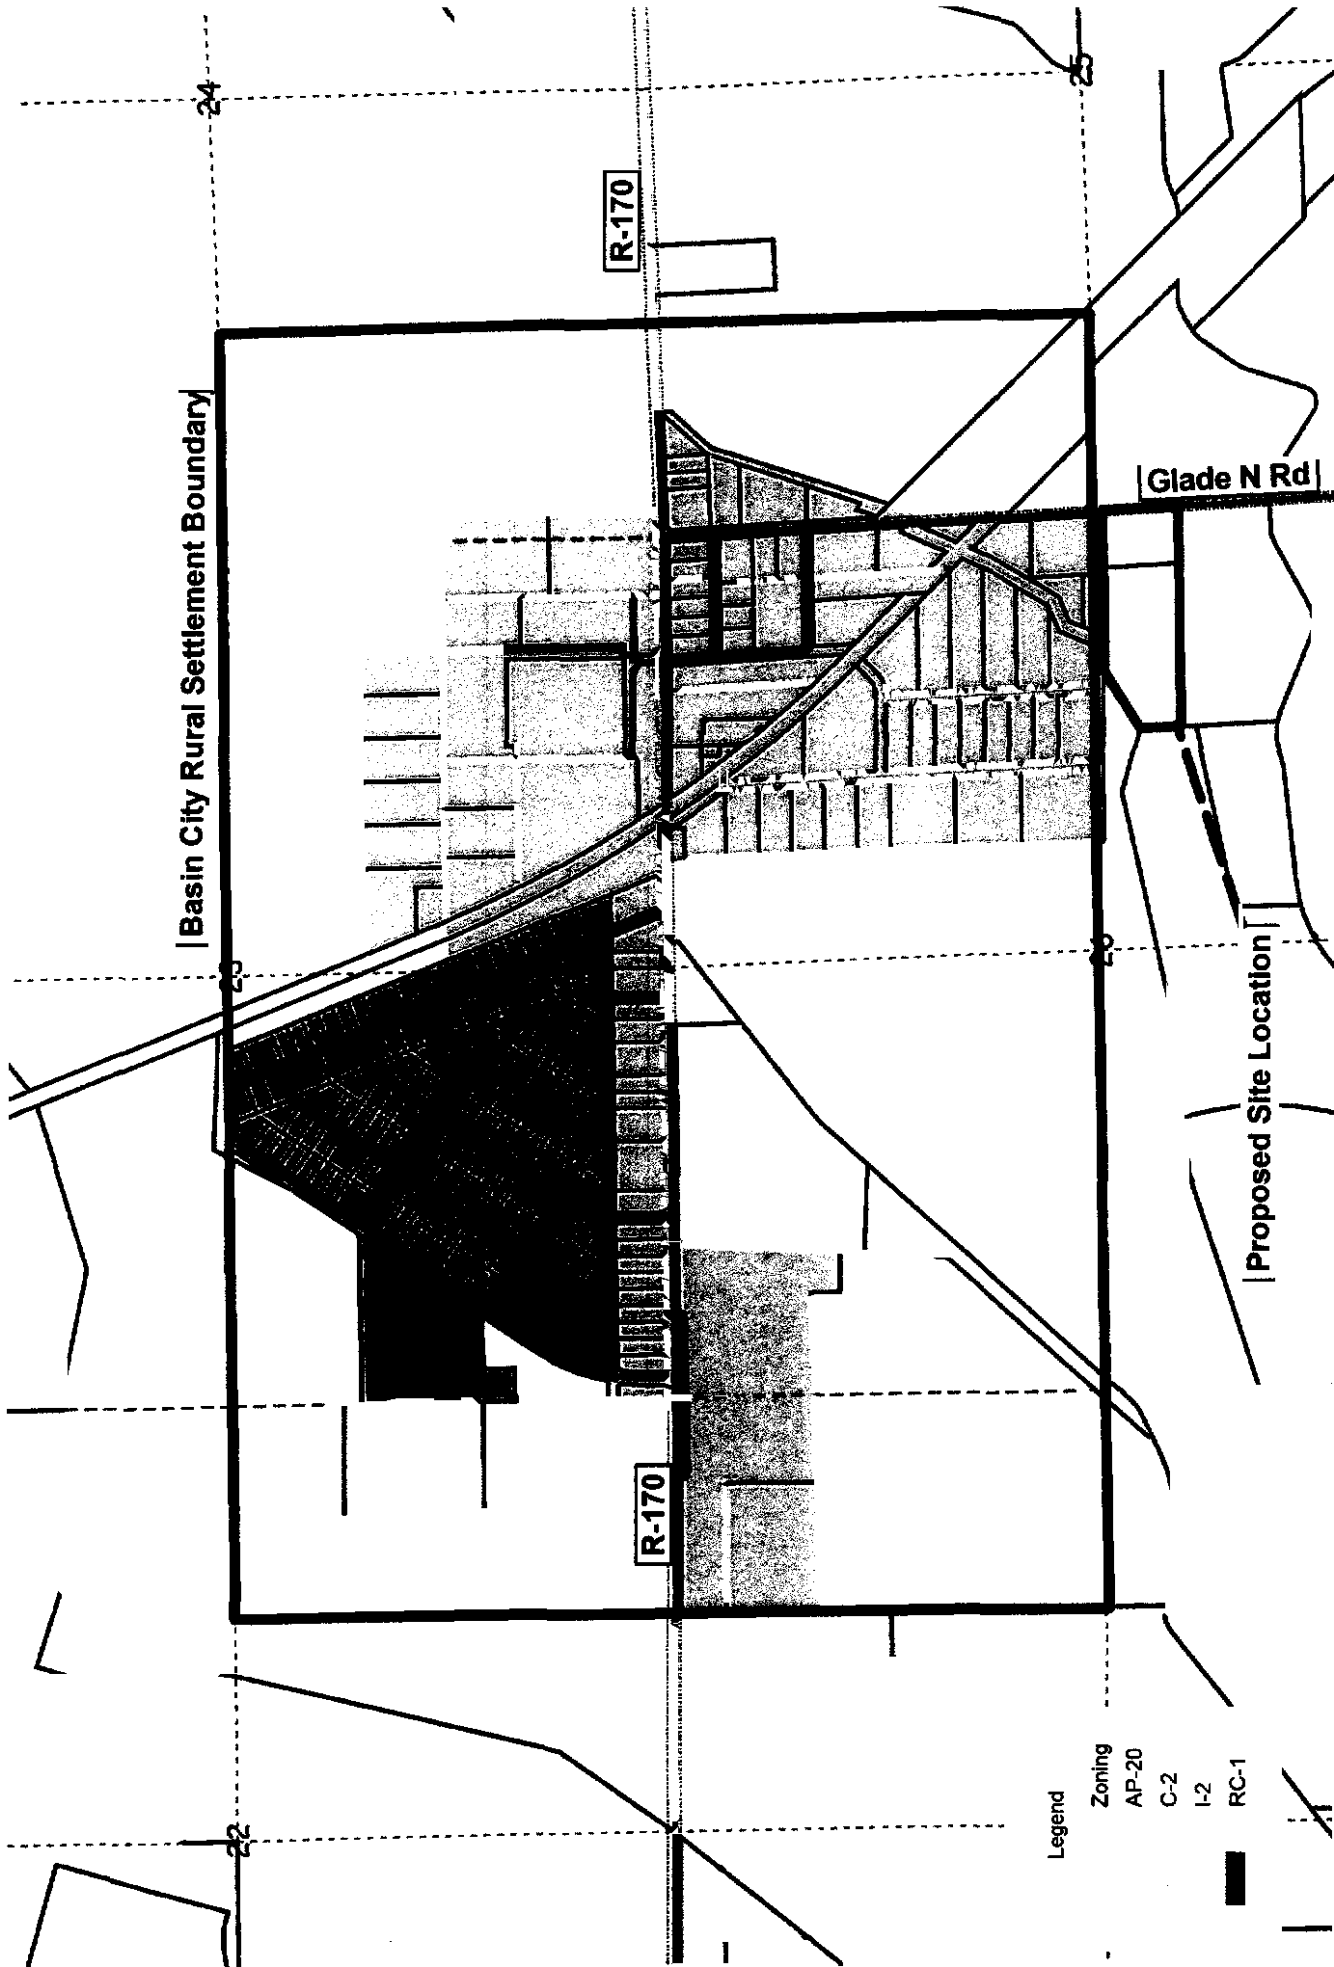 Basin City Rural Settlement Boundary
22
23
24
R-170
R-170
26
25
Glade N Rd
Proposed Site Location
Legend
Zoning
AP-20
C-2
I-2
RC-1